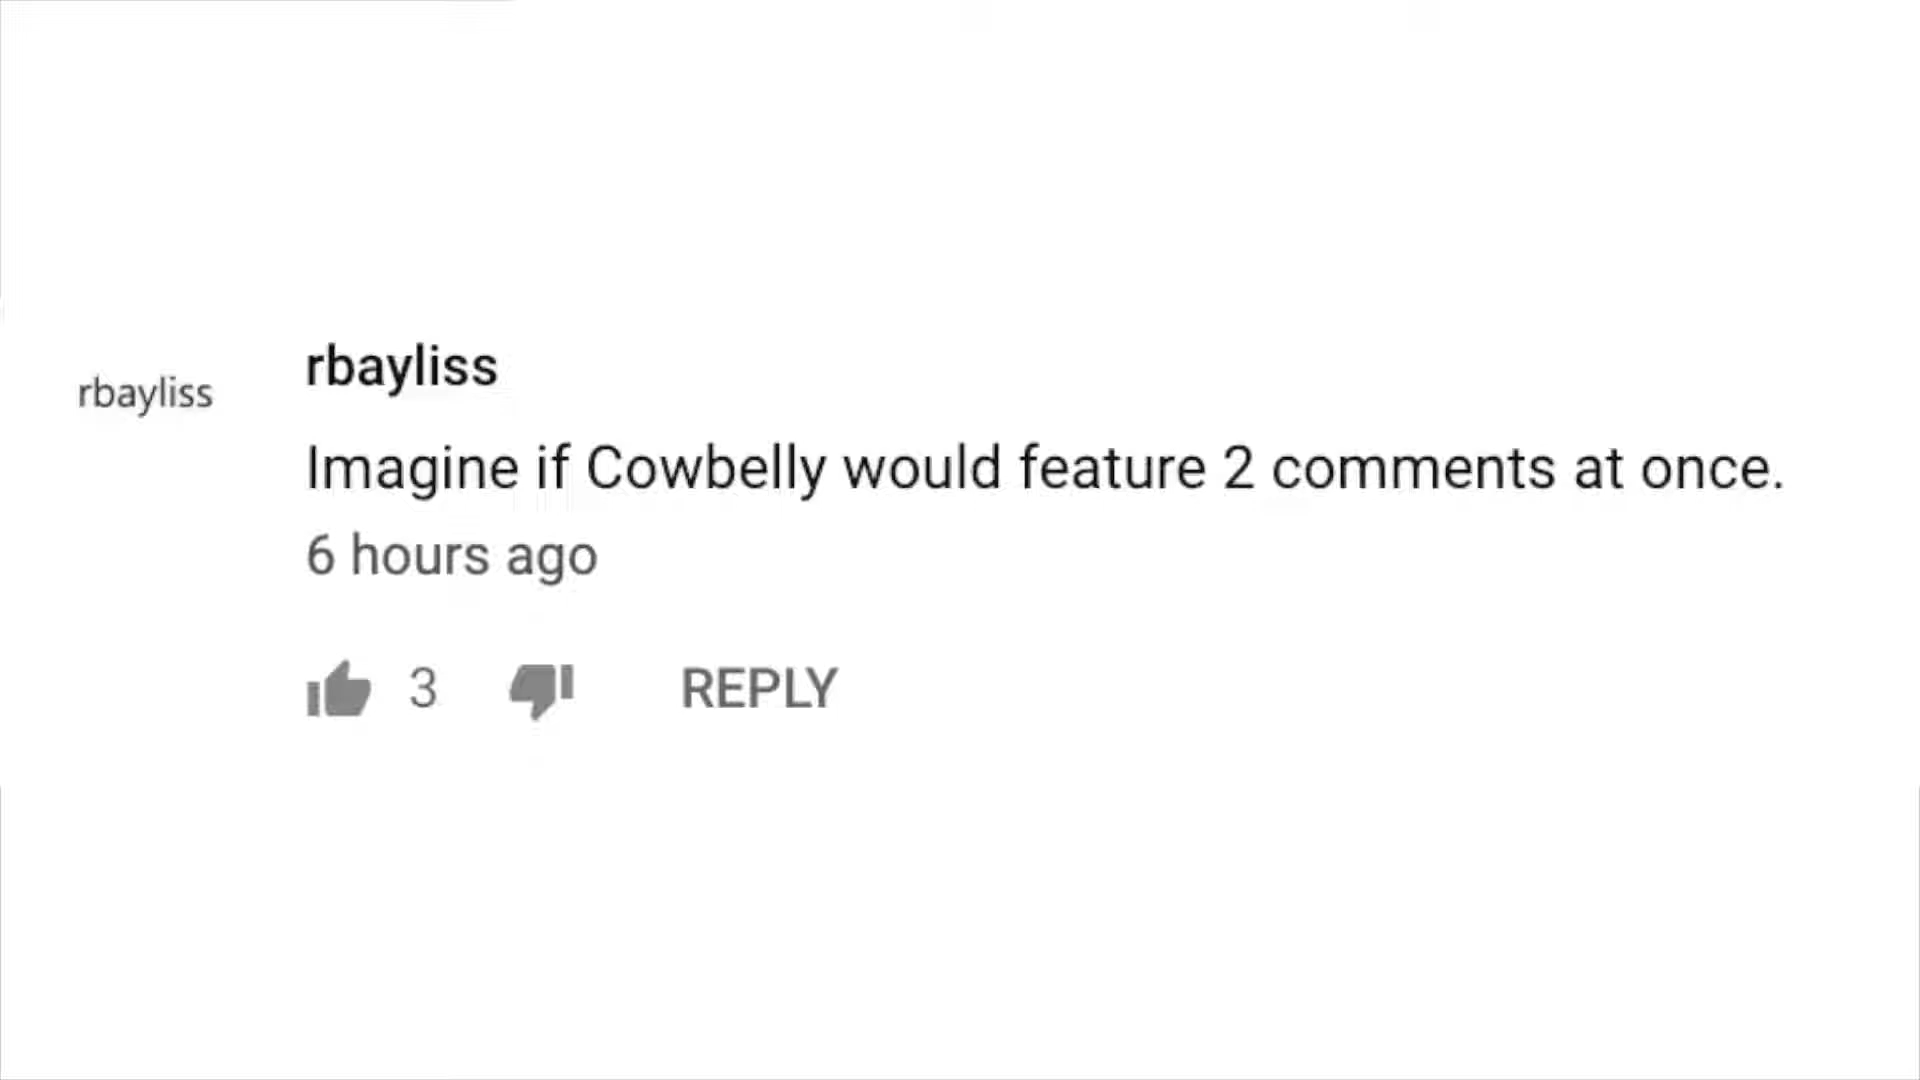 rbayliss
rbayliss
Imagine if Cowbelly would feature 2 comments at once.
6 hours ago
3 REPLY